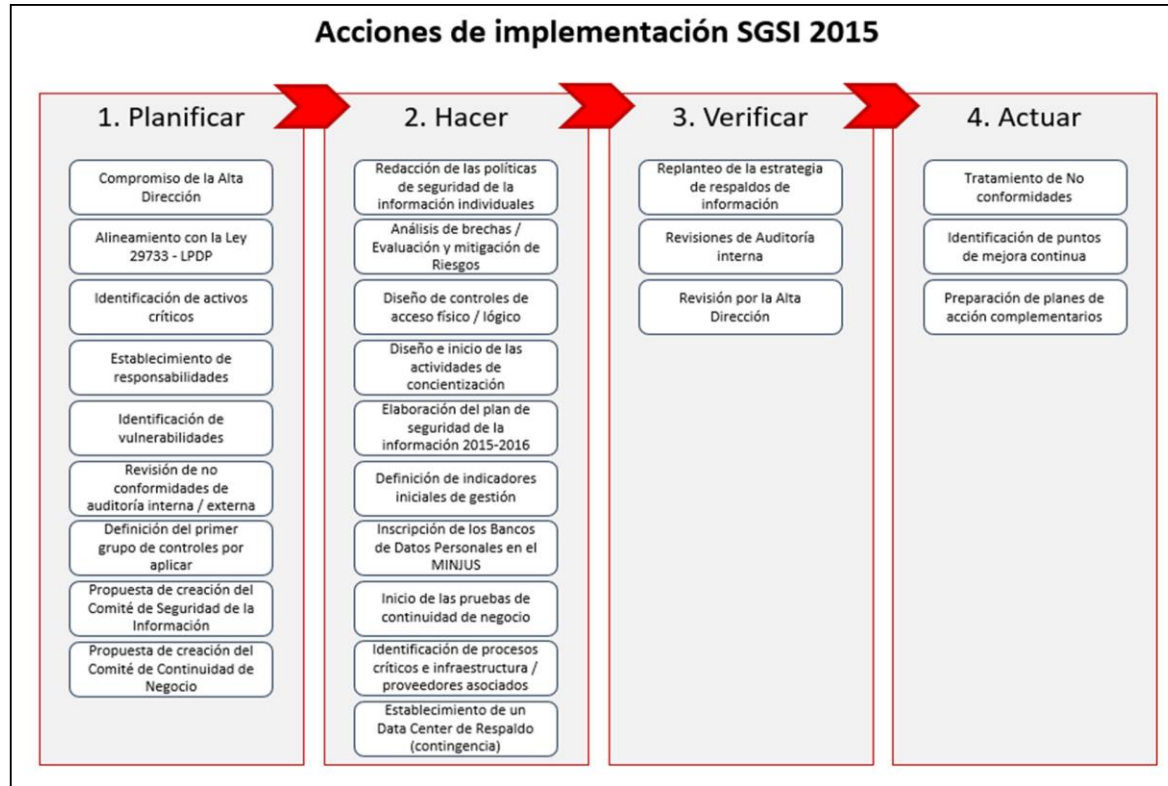 Acciones de implementación SGSI 2015
1. Planificar
Compromiso de la Alta
Dirección
Alineamiento con la Ley
29733 - LPDP
Identificación de activos
críticos
Establecimiento de
responsabilidades
Identificación de
vulnerabilidades
Revisión de no
conformidades de
auditoría interna / externa
Definición del primer
grupo de controles por
aplicar
Propuesta de creación del
Comité de Seguridad de la
Información
Propuesta de creación del
Comité de Continuidad de
Negocio
2. Hacer
Redacción de las políticas
de seguridad de la
información individuales
Análisis de brechas /
Evaluación y mitigación de
Riesgos
Diseño de controles de
acceso físico / lógico
Diseño e inicio de las
actividades de
concientización
Elaboración del plan de
seguridad de la
información 2015-2016
Definición de indicadores
iniciales de gestión
Inscripción de los Bancos
de Datos Personales en el
MINJUS
Inicio de las pruebas de
continuidad de negocio
Identificación de procesos
críticos e infraestructura /
proveedores asociados
Establecimiento de un
Data Center de Respaldo
(contingencia)
3. Verificar
Replanteo de la estrategia
de respaldos de
información
Revisiones de Auditoría
interna
Revisión por la Alta
Dirección
4. Actuar
Tratamiento de No
conformidades
Identificación de puntos
de mejora continua
Preparación de planes de
acción complementarios